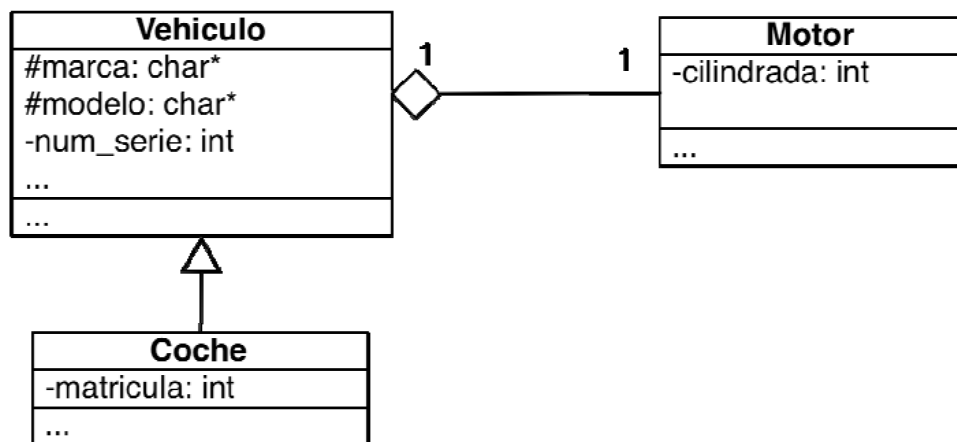 Vehiculo
#marca: char*
#modelo: char*
-num_serie: int
...
...
1
1
Motor
-cilindrada: int
...
Coche
-matricula: int
...